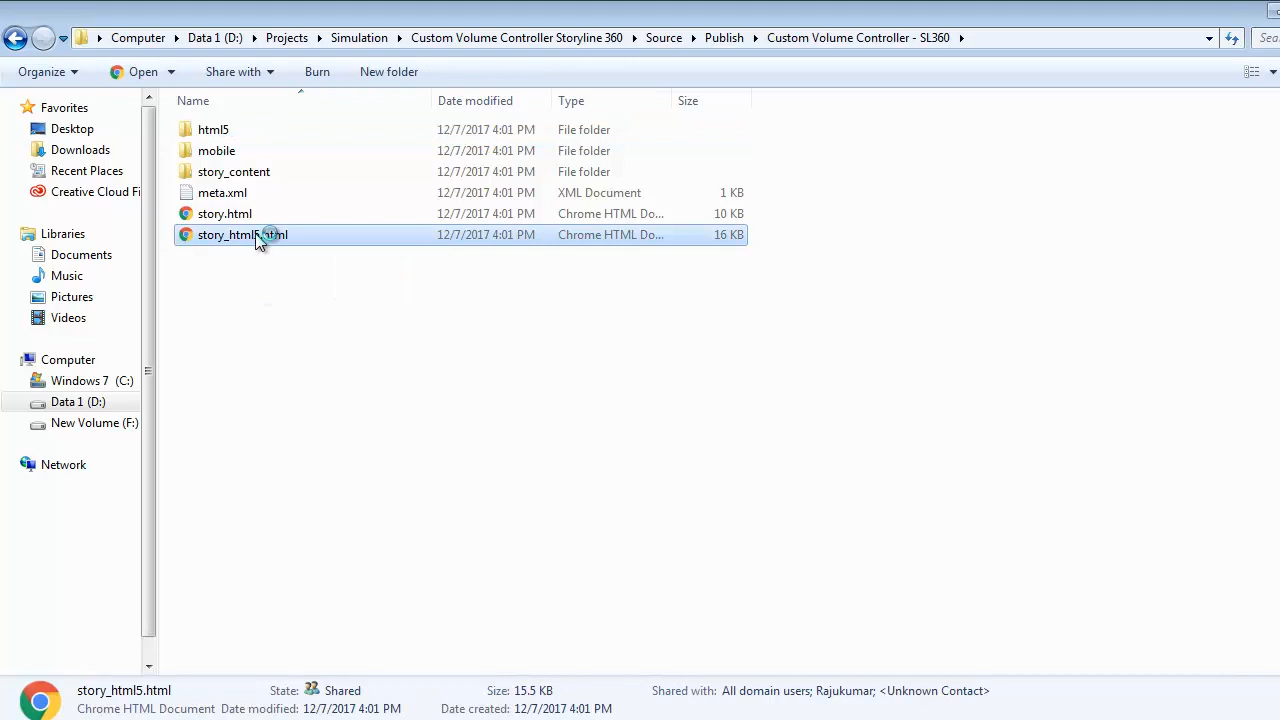 Computer Data 1 (D:) Projects Simulation Custom Volume Controller Storyline 360 Source Publish Custom Volume Controller - SL360 Sea
Organize Open Share with Burn New folder
Name Date modified Type Size
Favorites
Desktop
Downloads
Recent Places
Creative Cloud Fi
Libraries
Documents
Music
Pictures
Videos
Computer
Windows 7 (C:)
Data 1 (D:)
New Volume (F:)
Network
html5 12/7/2017 4:01 PM File folder
mobile 12/7/2017 4:01 PM File folder
story_content 12/7/2017 4:01 PM File folder
meta.xml 12/7/2017 4:01 PM XML Document 1 KB
story.html 12/7/2017 4:01 PM Chrome HTML Do... 10 KB
story_html5.html 12/7/2017 4:01 PM Chrome HTML Do... 16 KB
story_html5.html State: Shared Size: 15.5 KB Shared with: All domain users; Rajukumar; <Unknown Contact>
Chrome HTML Document Date modified: 12/7/2017 4:01 PM Date created: 12/7/2017 4:01 PM